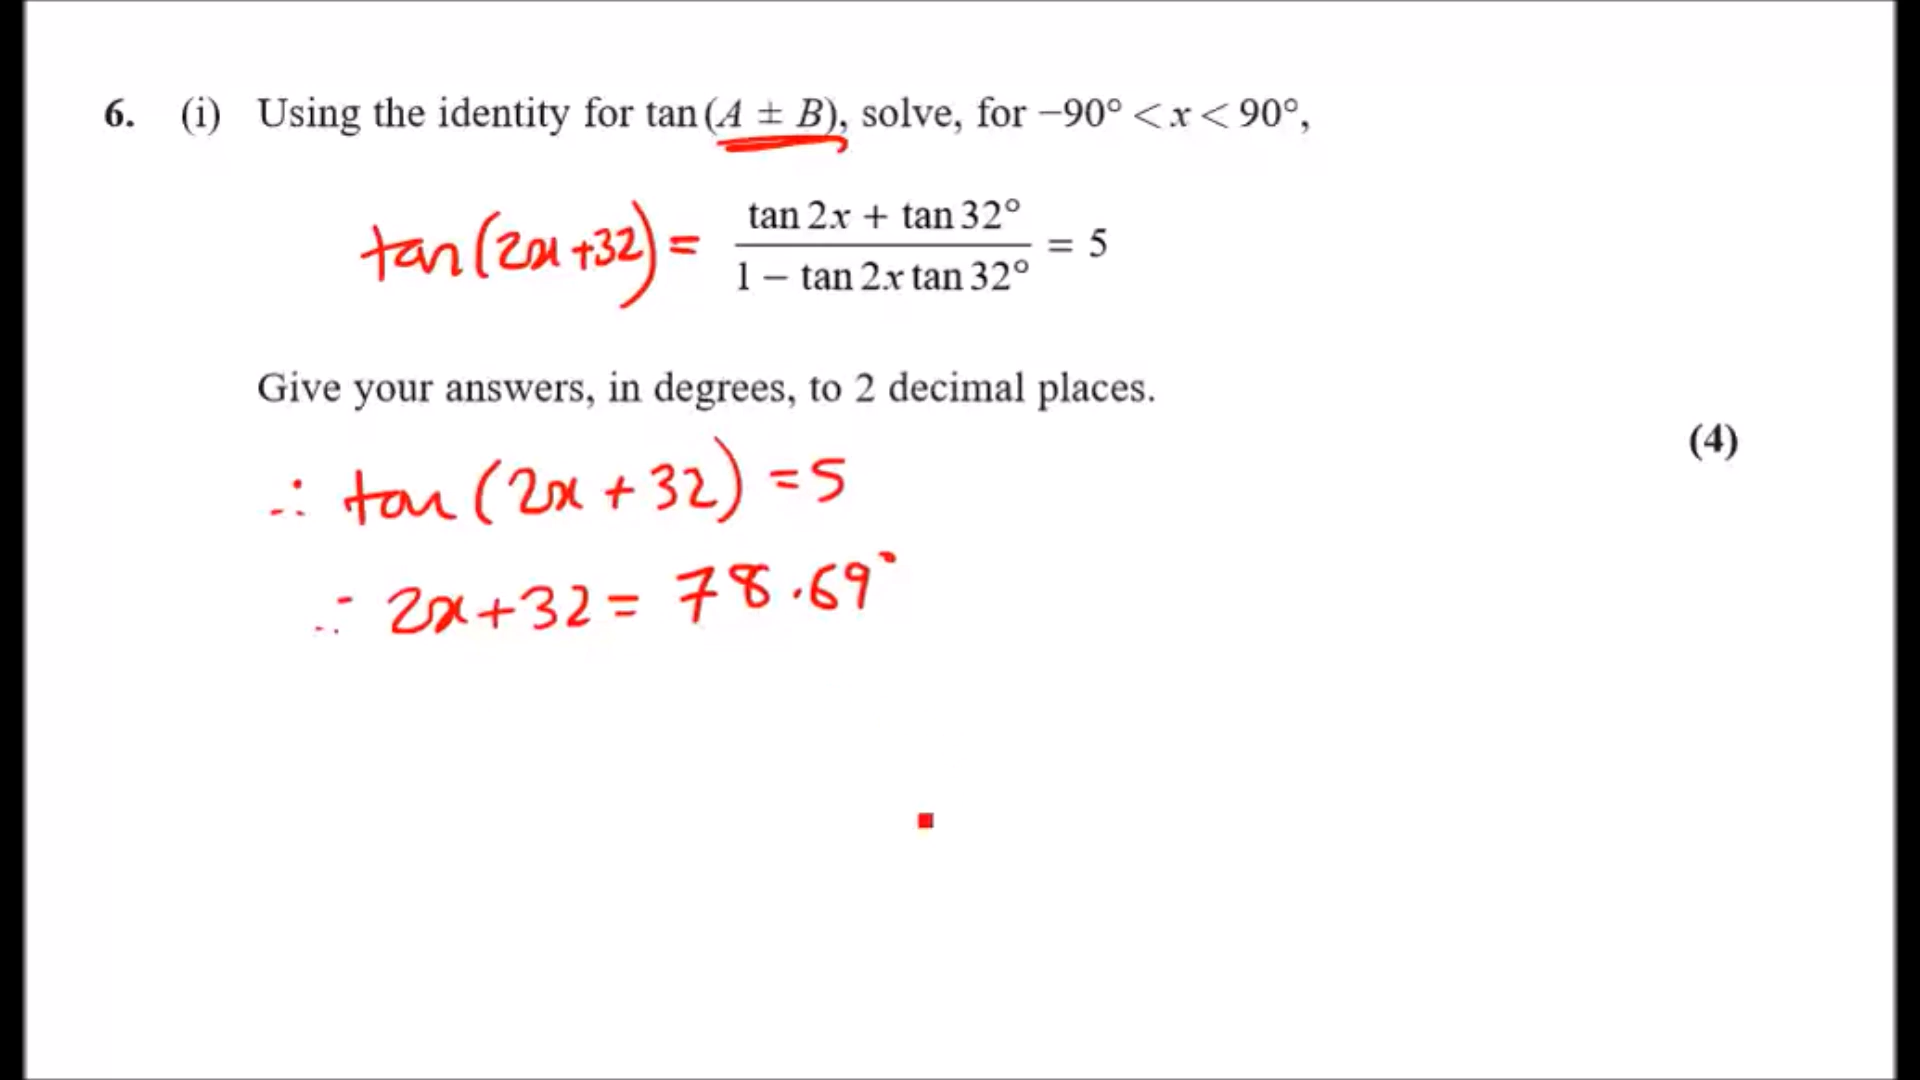 6. (i) Using the identity for tan (A ± B), solve, for −90° < x < 90°,
tan(2x+32) = (tan 2x + tan 32°) / (1 − tan 2x tan 32°) = 5
Give your answers, in degrees, to 2 decimal places.
(4)
∴ tan (2x + 32) = 5
∴ 2x+32 = 78.69°